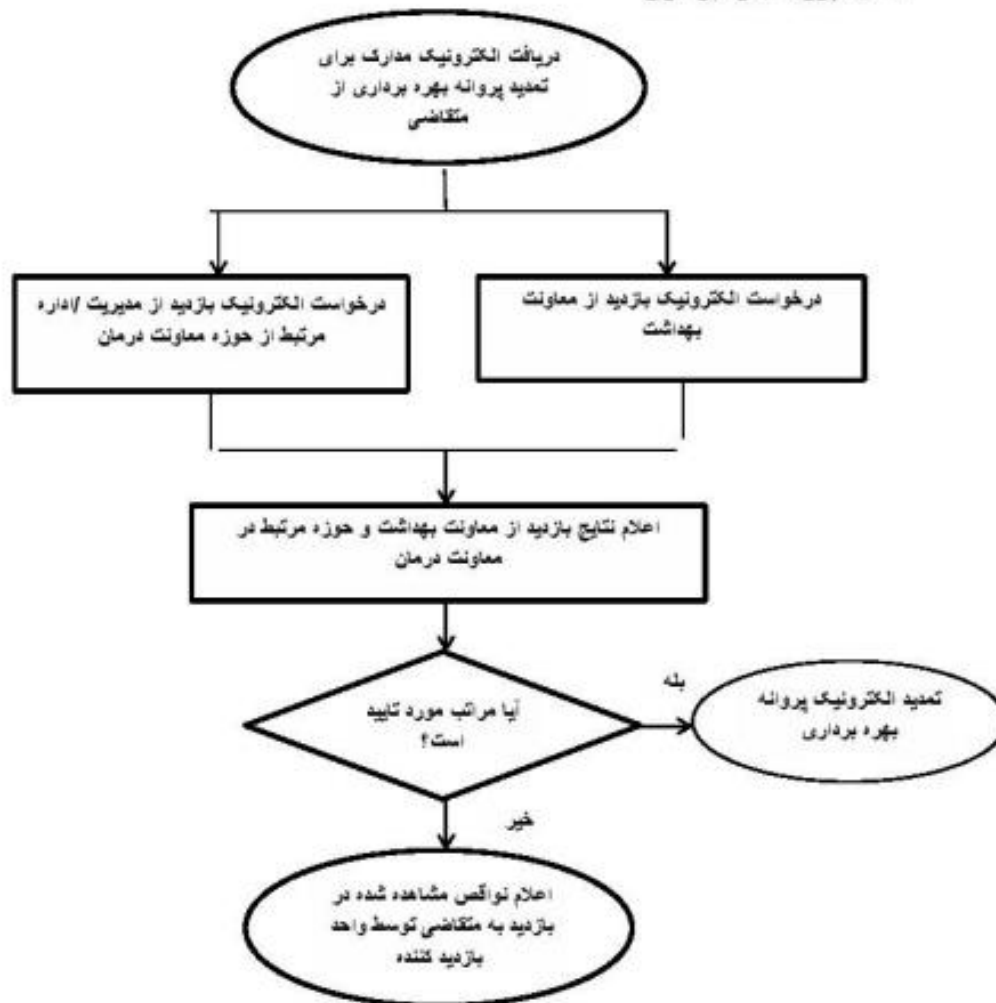 دریافت الکترونیک مدارک برای
تمدید پروانه بهره برداری از
متقاضی
درخواست الکترونیک بازدید از معاونت
بهداشت
درخواست الکترونیک بازدید از مدیریت /اداره
مرتبط از حوزه معاونت درمان
اعلام نتایج بازدید از معاونت بهداشت و حوزه مرتبط در
معاونت درمان
آیا مراتب مورد تایید
است؟
بله
تمدید الکترونیک پروانه
بهره برداری
خیر
اعلام نواقص مشاهده شده در
بازدید به متقاضی توسط واحد
بازدید کننده